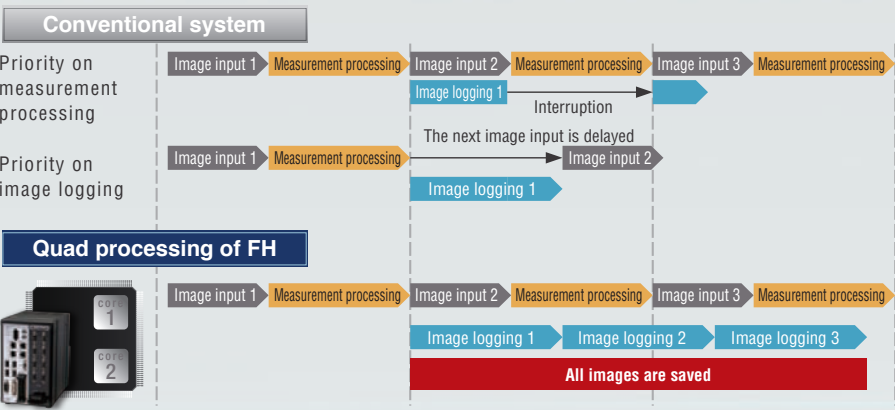 Conventional system
Priority on
measurement
processing
Image input 1 Measurement processing Image input 2 Measurement processing Image input 3 Measurement processing
Image logging 1
Interruption
The next image input is delayed
Priority on
image logging
Image input 1 Measurement processing Image input 2
Image logging 1
Quad processing of FH
core
1
core
2
Image input 1 Measurement processing Image input 2 Measurement processing Image input 3 Measurement processing
Image logging 1 Image logging 2 Image logging 3
All images are saved